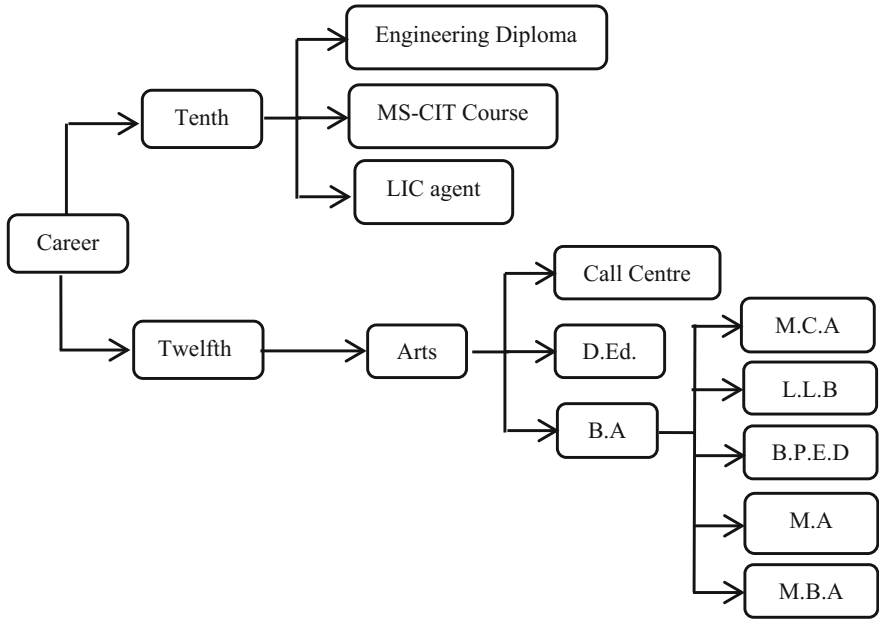 Engineering Diploma
Tenth
MS-CIT Course
LIC agent
Career
Call Centre
M.C.A
Twelfth
Arts
D.Ed.
L.L.B
B.A
B.P.E.D
M.A
M.B.A